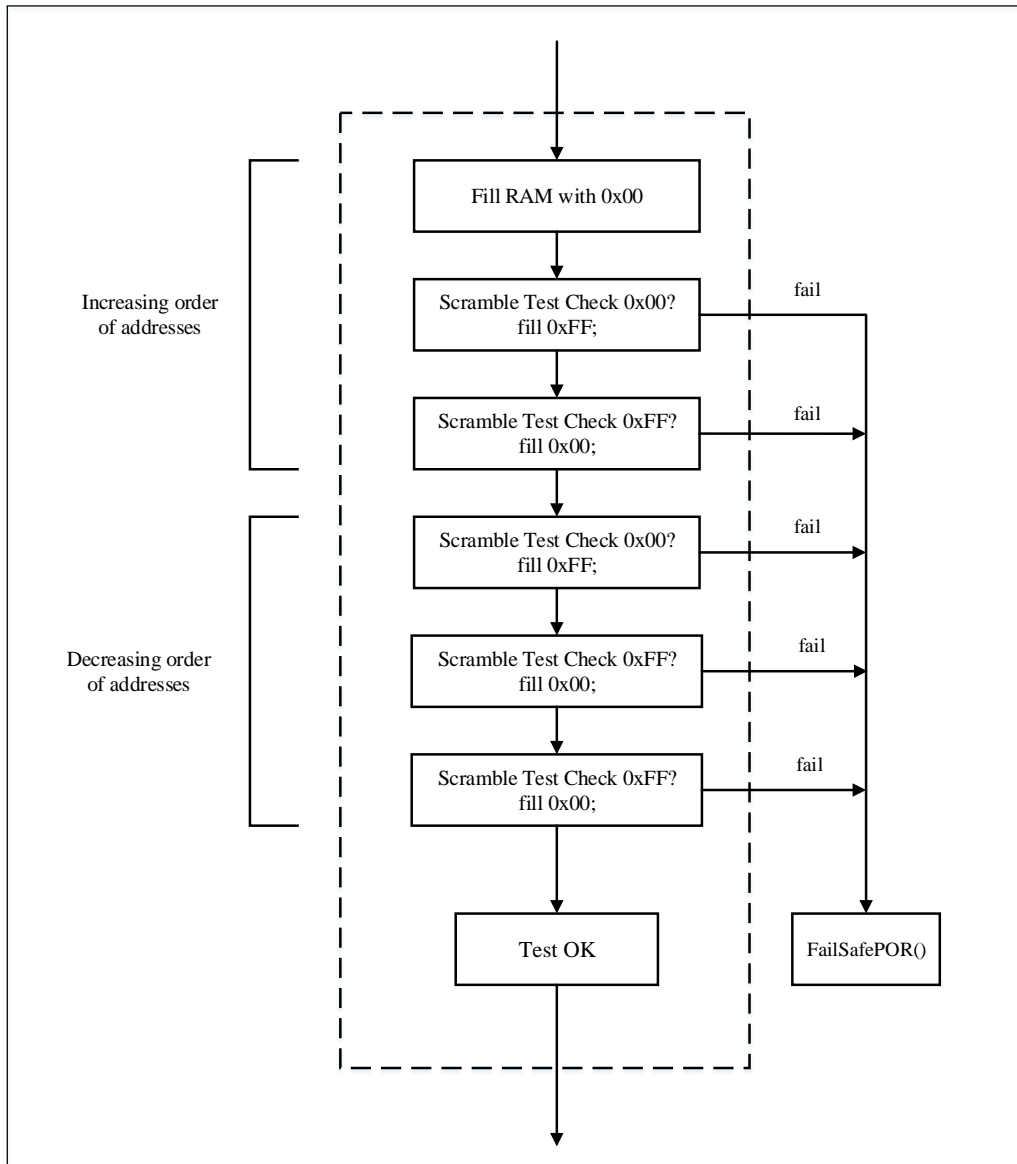 Fill RAM with 0x00
Increasing order
of addresses
Scramble Test Check 0x00?
fill 0xFF;
fail
Scramble Test Check 0xFF?
fill 0x00;
fail
Decreasing order
of addresses
Scramble Test Check 0x00?
fill 0xFF;
fail
Scramble Test Check 0xFF?
fill 0x00;
fail
Scramble Test Check 0xFF?
fill 0x00;
fail
Test OK
FailSafePOR()